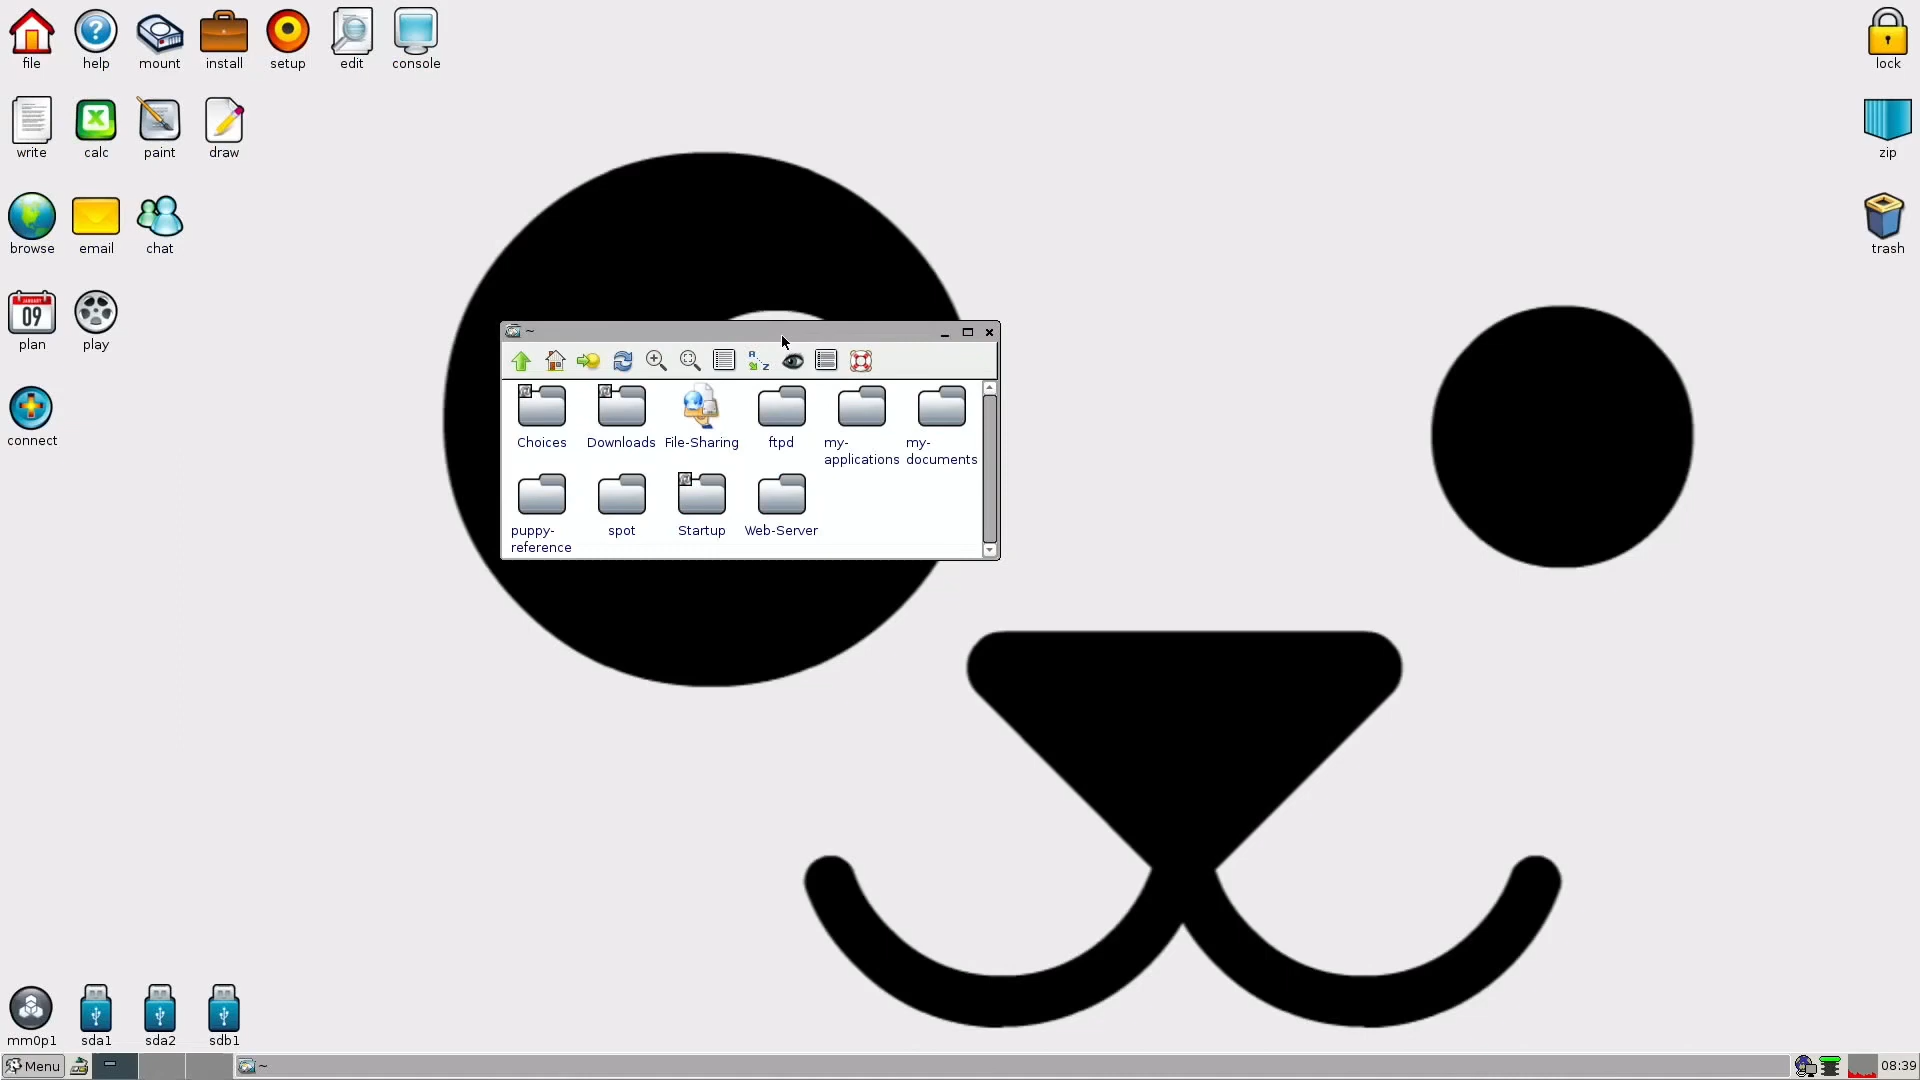 file help mount install setup edit console lock
write calc paint draw zip
browse email chat trash
JANUARY
09
plan play
connect
~
A
Z
Choices Downloads File-Sharing ftpd my-applications my-documents
puppy-reference spot Startup Web-Server
mm0p1 sda1 sda2 sdb1
Menu ~ 08:39